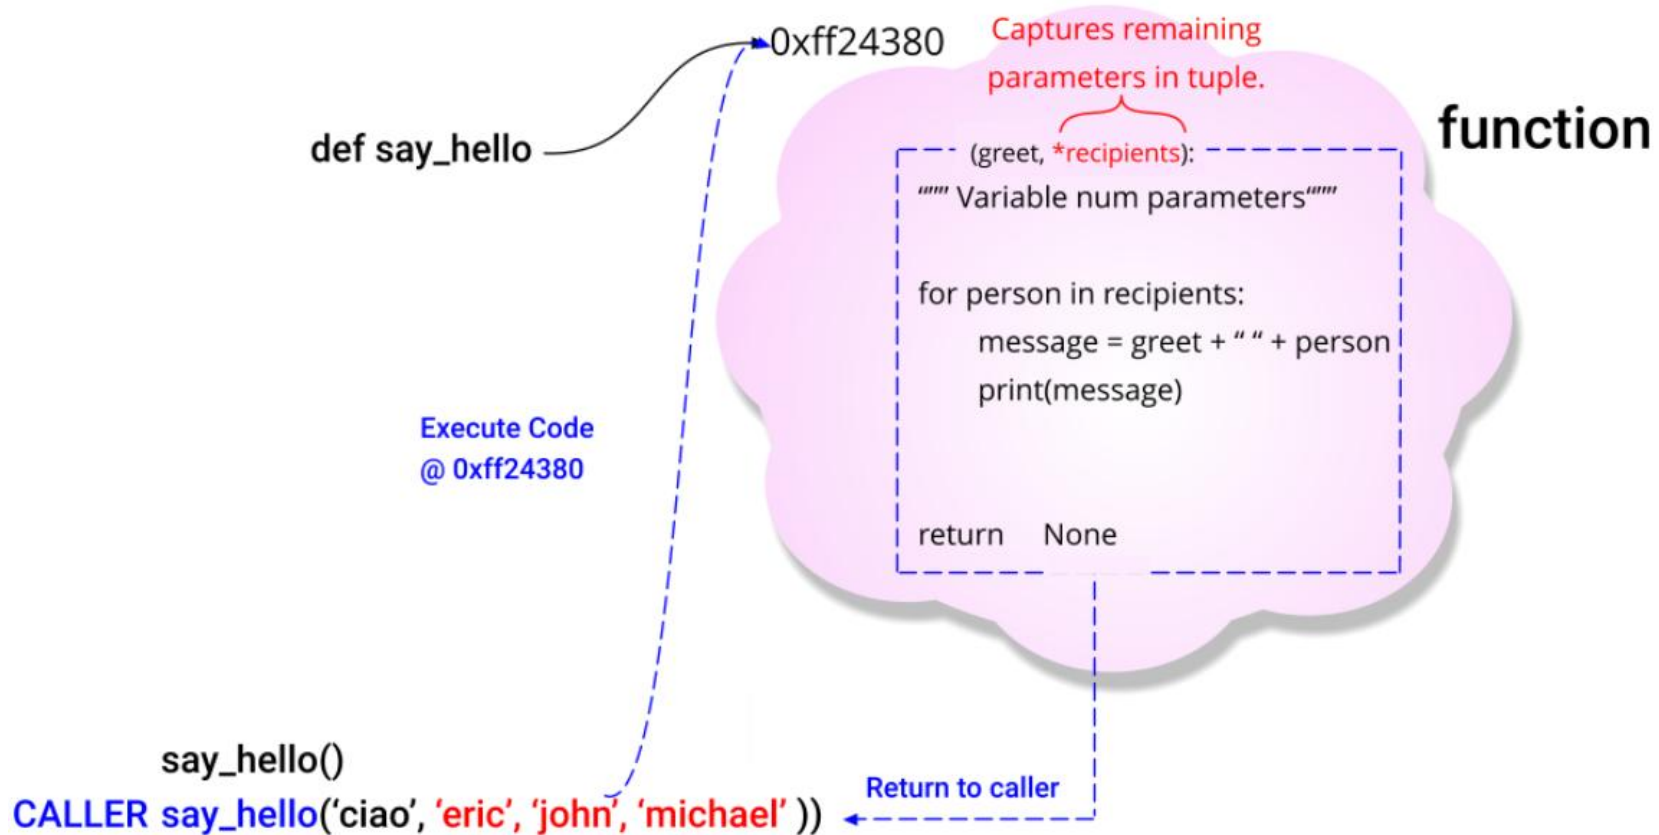 0xff24380
Captures remaining
parameters in tuple.
function
def say_hello
(greet, *recipients):
“”” Variable num parameters“””
for person in recipients:
message = greet + “ “ + person
print(message)
Execute Code
@ 0xff24380
return None
say_hello()
Return to caller
CALLER say_hello(‘ciao’, ‘eric’, ‘john’, ‘michael’ ))